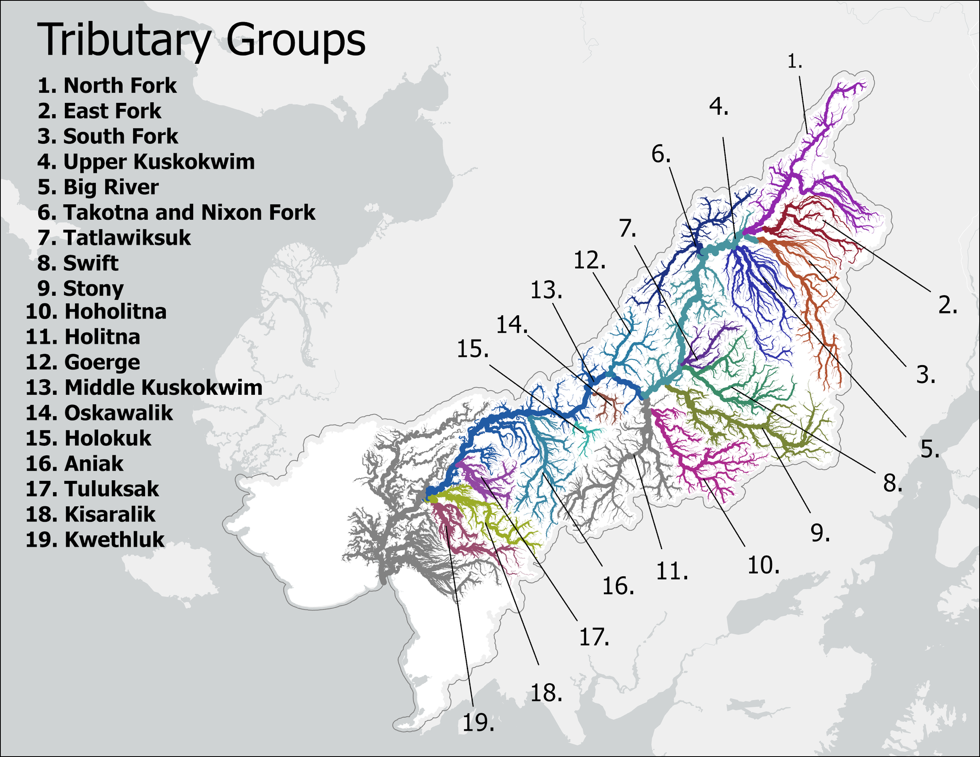 Tributary Groups
1. North Fork
2. East Fork
3. South Fork
4. Upper Kuskokwim
5. Big River
6. Takotna and Nixon Fork
7. Tatlawiksuk
8. Swift
9. Stony
10. Hoholitna
11. Holitna
12. Goerge
13. Middle Kuskokwim
14. Oskawalik
15. Holokuk
16. Aniak
17. Tuluksak
18. Kisaralik
19. Kwethluk
1.
4.
6.
7.
12.
13.
14.
15.
2.
3.
5.
8.
9.
10.
11.
16.
17.
18.
19.